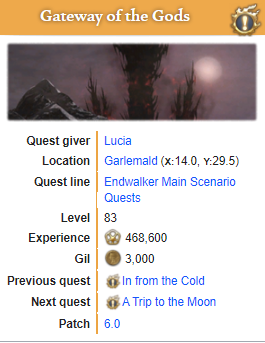 Gateway of the Gods
Quest giver Lucia
Location Garlemald (X:14.0, Y:29.5)
Quest line Endwalker Main Scenario
Quests
Level 83
Experience 468,600
Gil 3,000
Previous quest In from the Cold
Next quest A Trip to the Moon
Patch 6.0